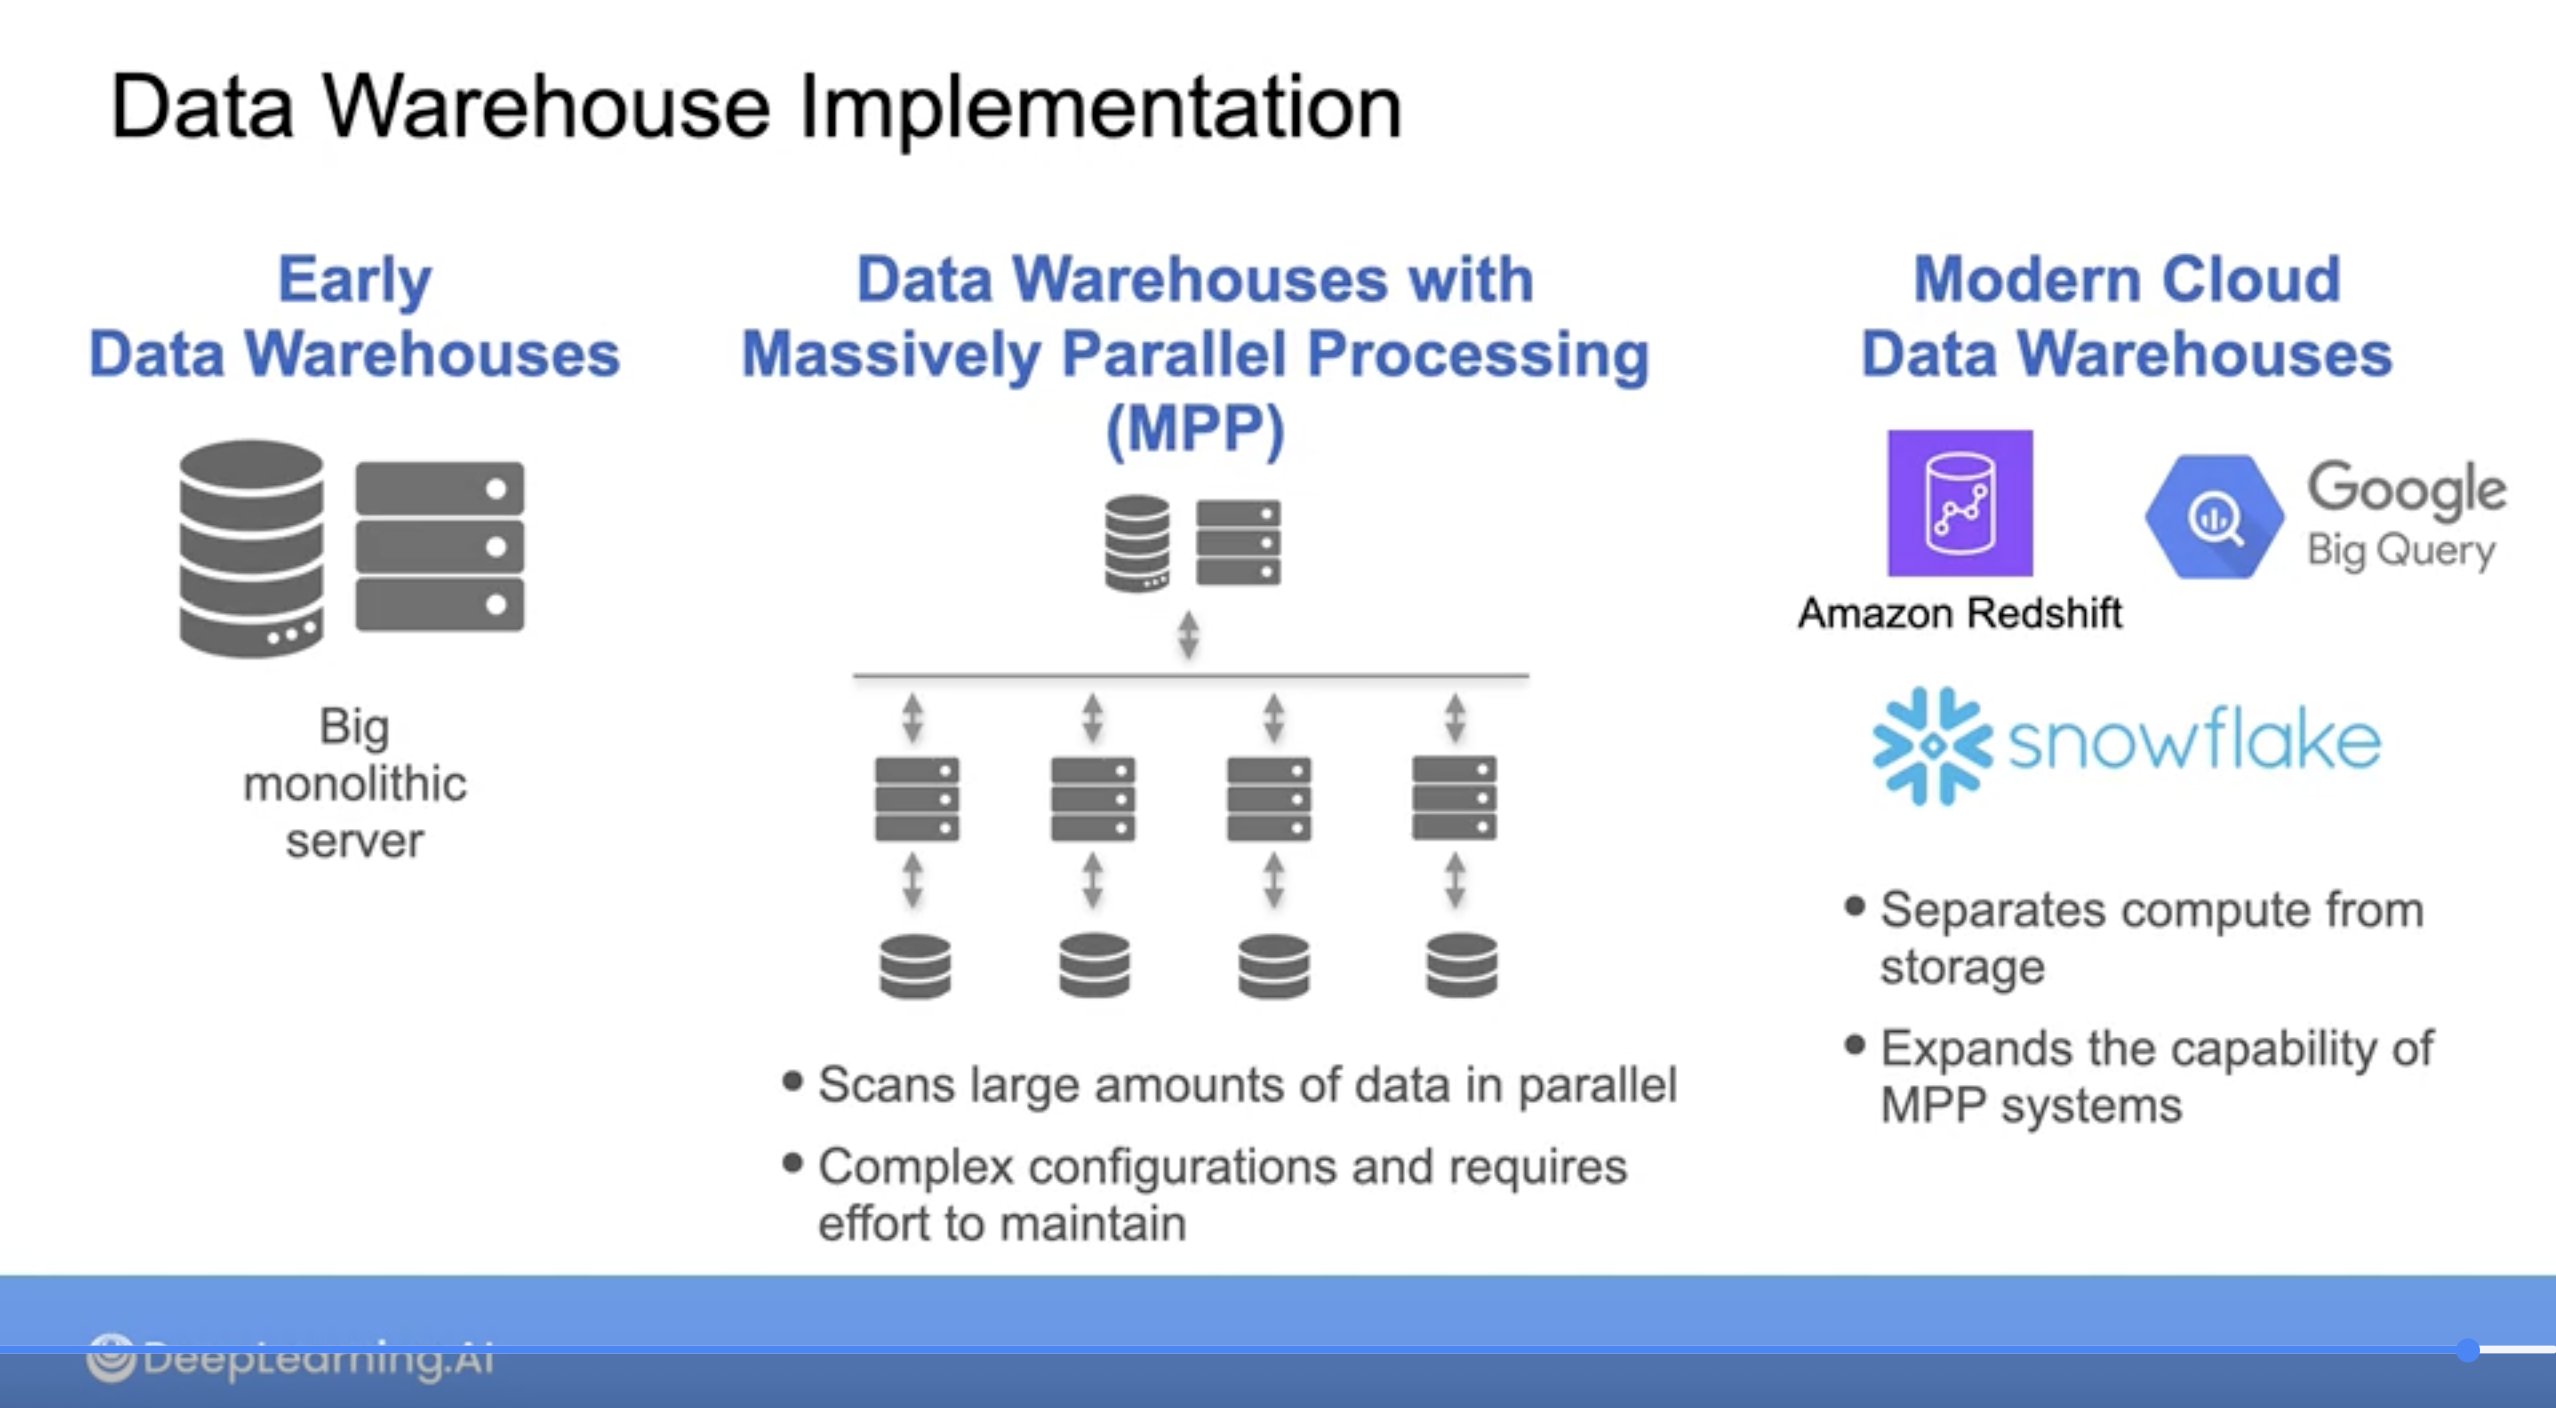 Data Warehouse Implementation
Early
Data Warehouses
Big
monolithic
server
Data Warehouses with
Massively Parallel Processing
(MPP)
Scans large amounts of data in parallel
Complex configurations and requires
effort to maintain
Modern Cloud
Data Warehouses
Amazon Redshift
Google
Big Query
snowflake
Separates compute from
storage
Expands the capability of
MPP systems
DeepLearning.AI